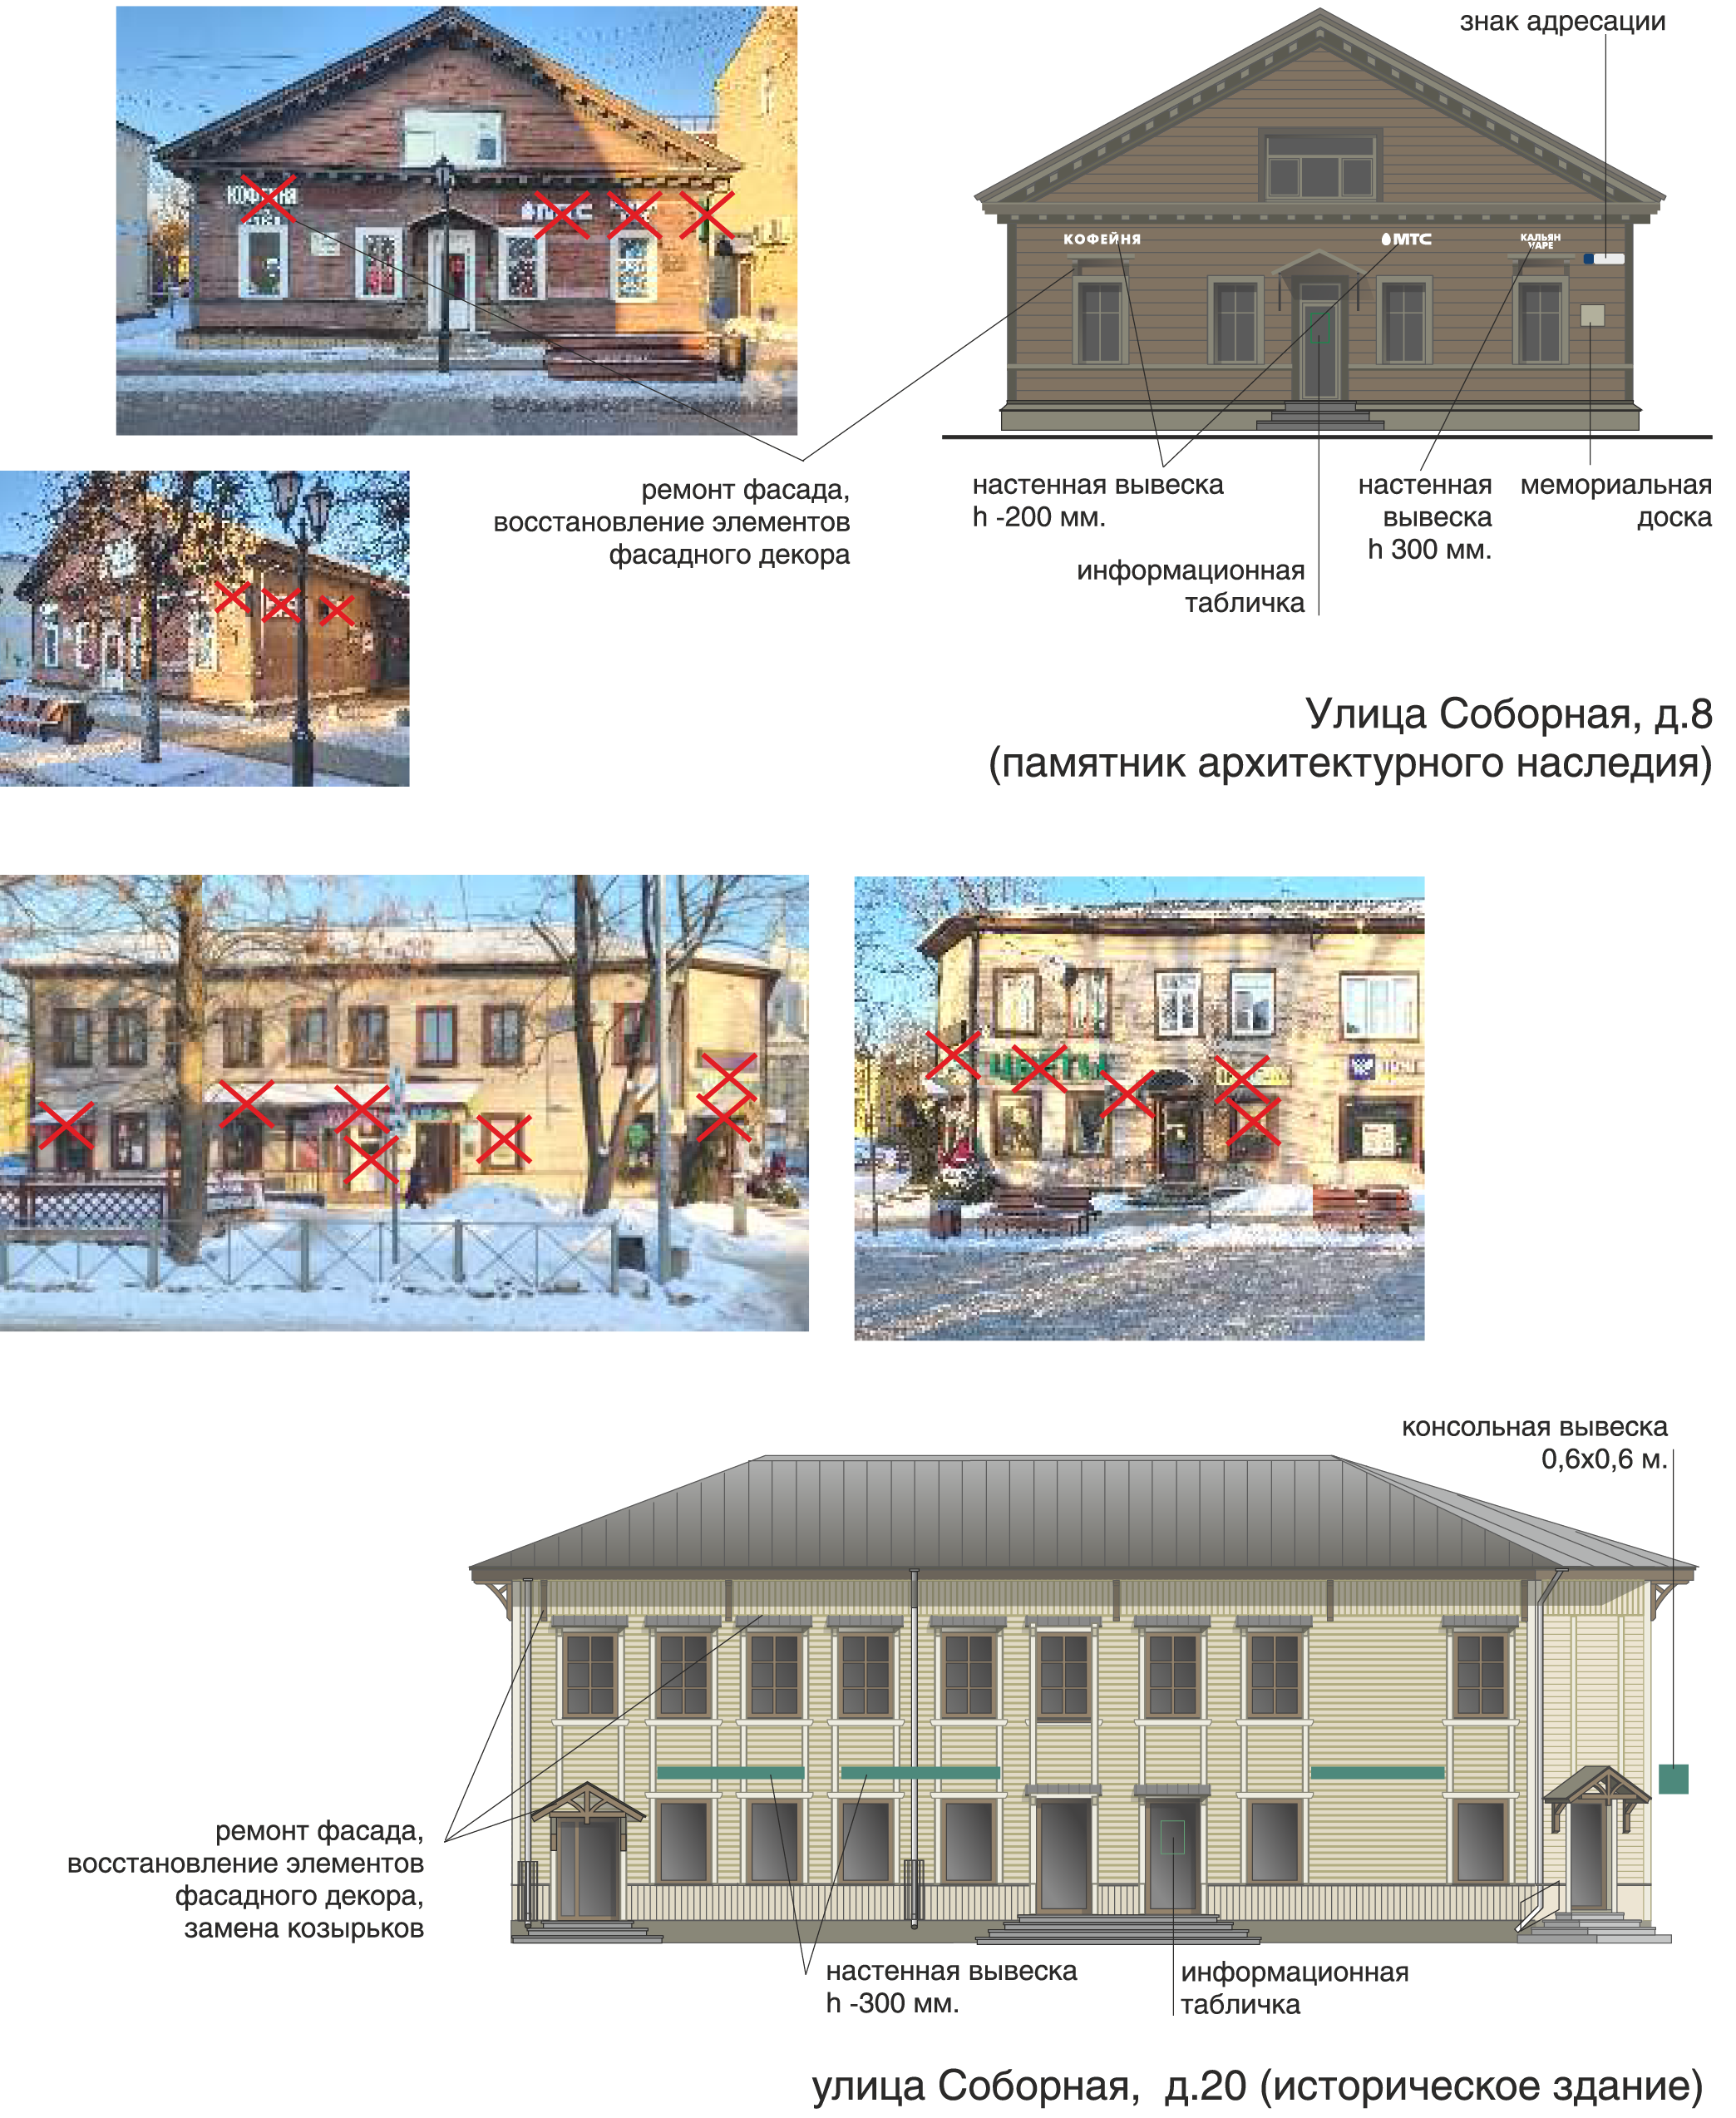 знак адресации
МТС
КОФЕЙНЯ
МТС
КАЛЬЯН
ремонт фасада,
восстановление элементов
фасадного декора
настенная вывеска
h -200 мм.
информационная
табличка
настенная
вывеска
h 300 мм.
мемориальная
доска
Улица Соборная, д.8
(памятник архитектурного наследия)
консольная вывеска
0,6х0,6 м.
ремонт фасада,
восстановление элементов
фасадного декора,
замена козырьков
настенная вывеска
h -300 мм.
информационная
табличка
улица Соборная, д.20 (историческое здание)